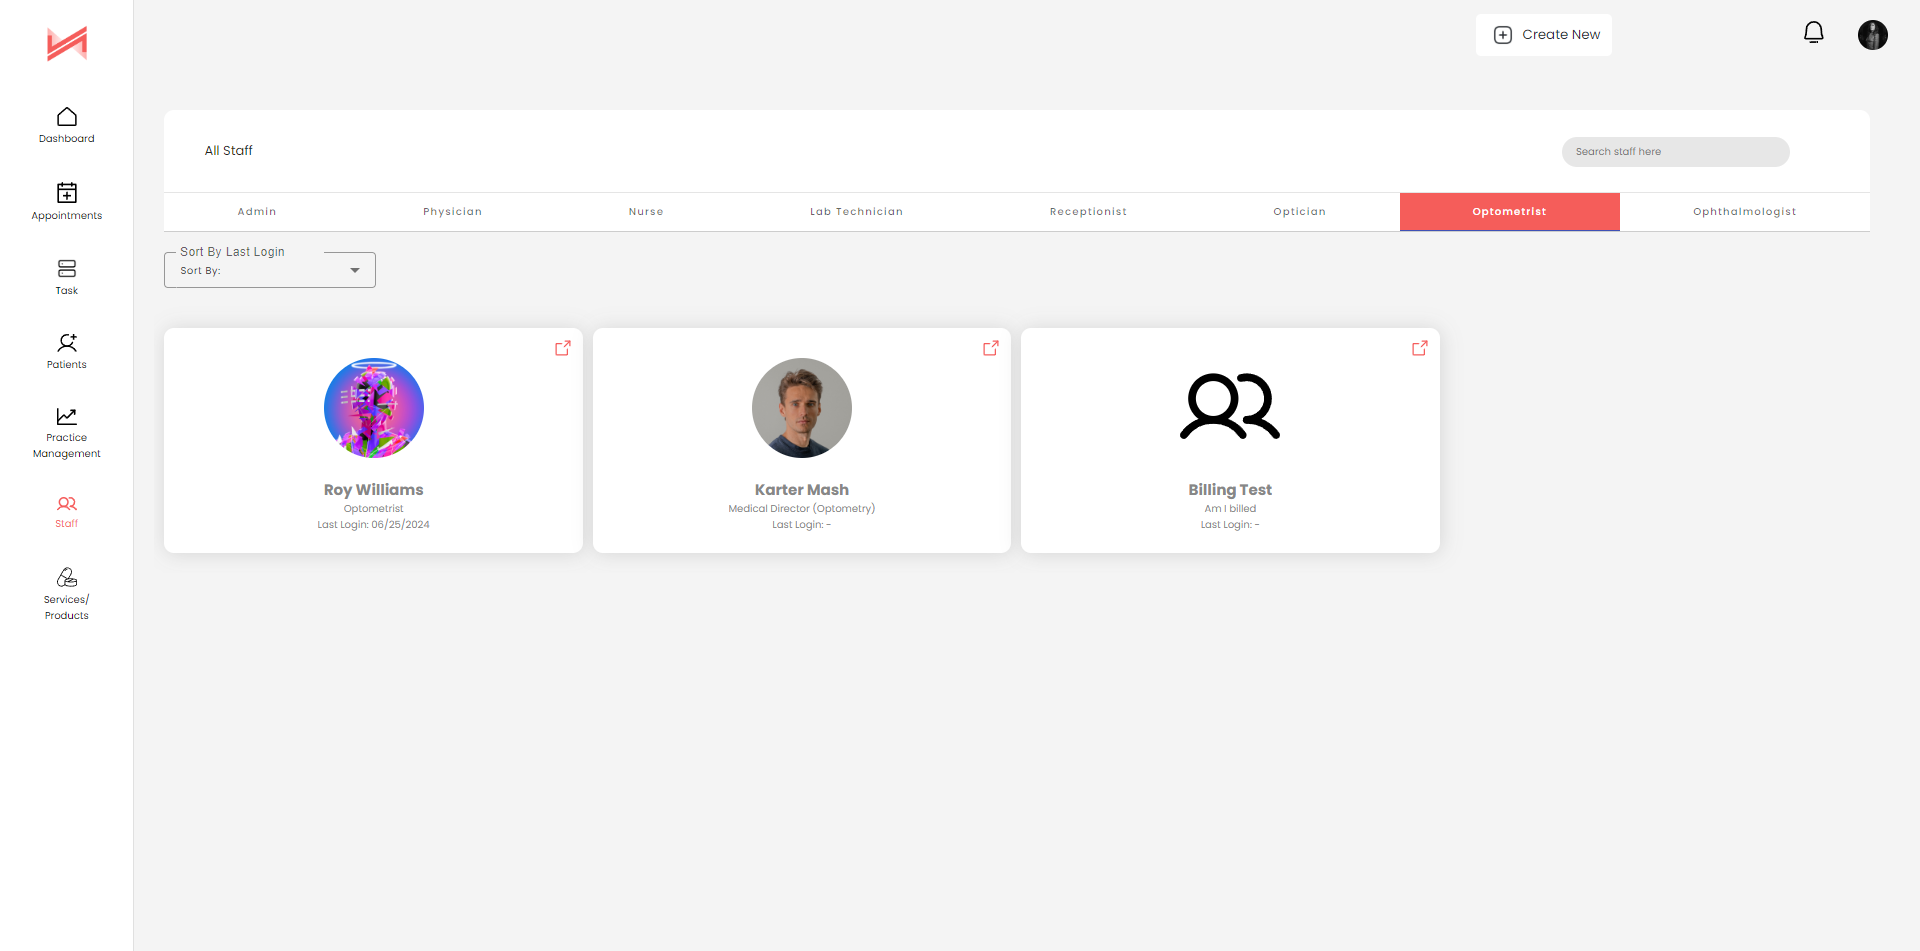 Create New
Dashboard
Appointments
Task
Patients
Practice
Management
Staff
Services/
Products
All Staff
Search staff here
Admin
Physician
Nurse
Lab Technician
Receptionist
Optician
Optometrist
Ophthalmologist
Sort By Last Login
Sort By:
Roy Williams
Optometrist
Last Login: 06/25/2024
Karter Mash
Medical Director (Optometry)
Last Login: -
Billing Test
Am I billed
Last Login: -